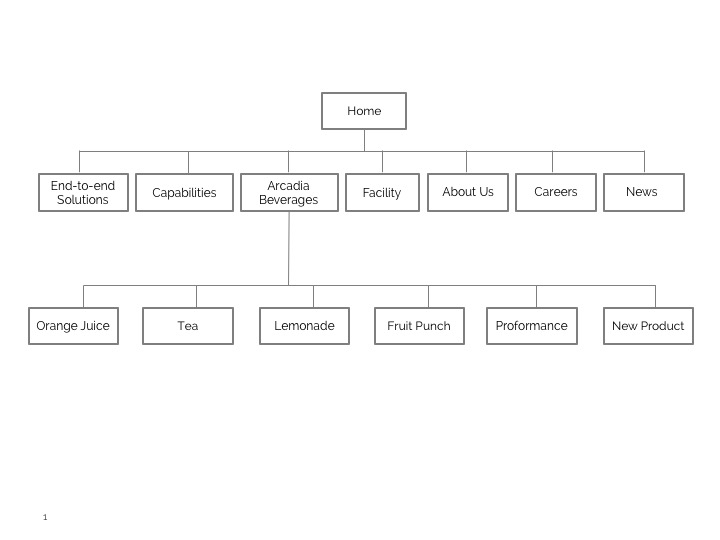 Home
End-to-end
Solutions
Capabilities
Arcadia
Beverages
Facility
About Us
Careers
News
Orange Juice
Tea
Lemonade
Fruit Punch
Proformance
New Product
1